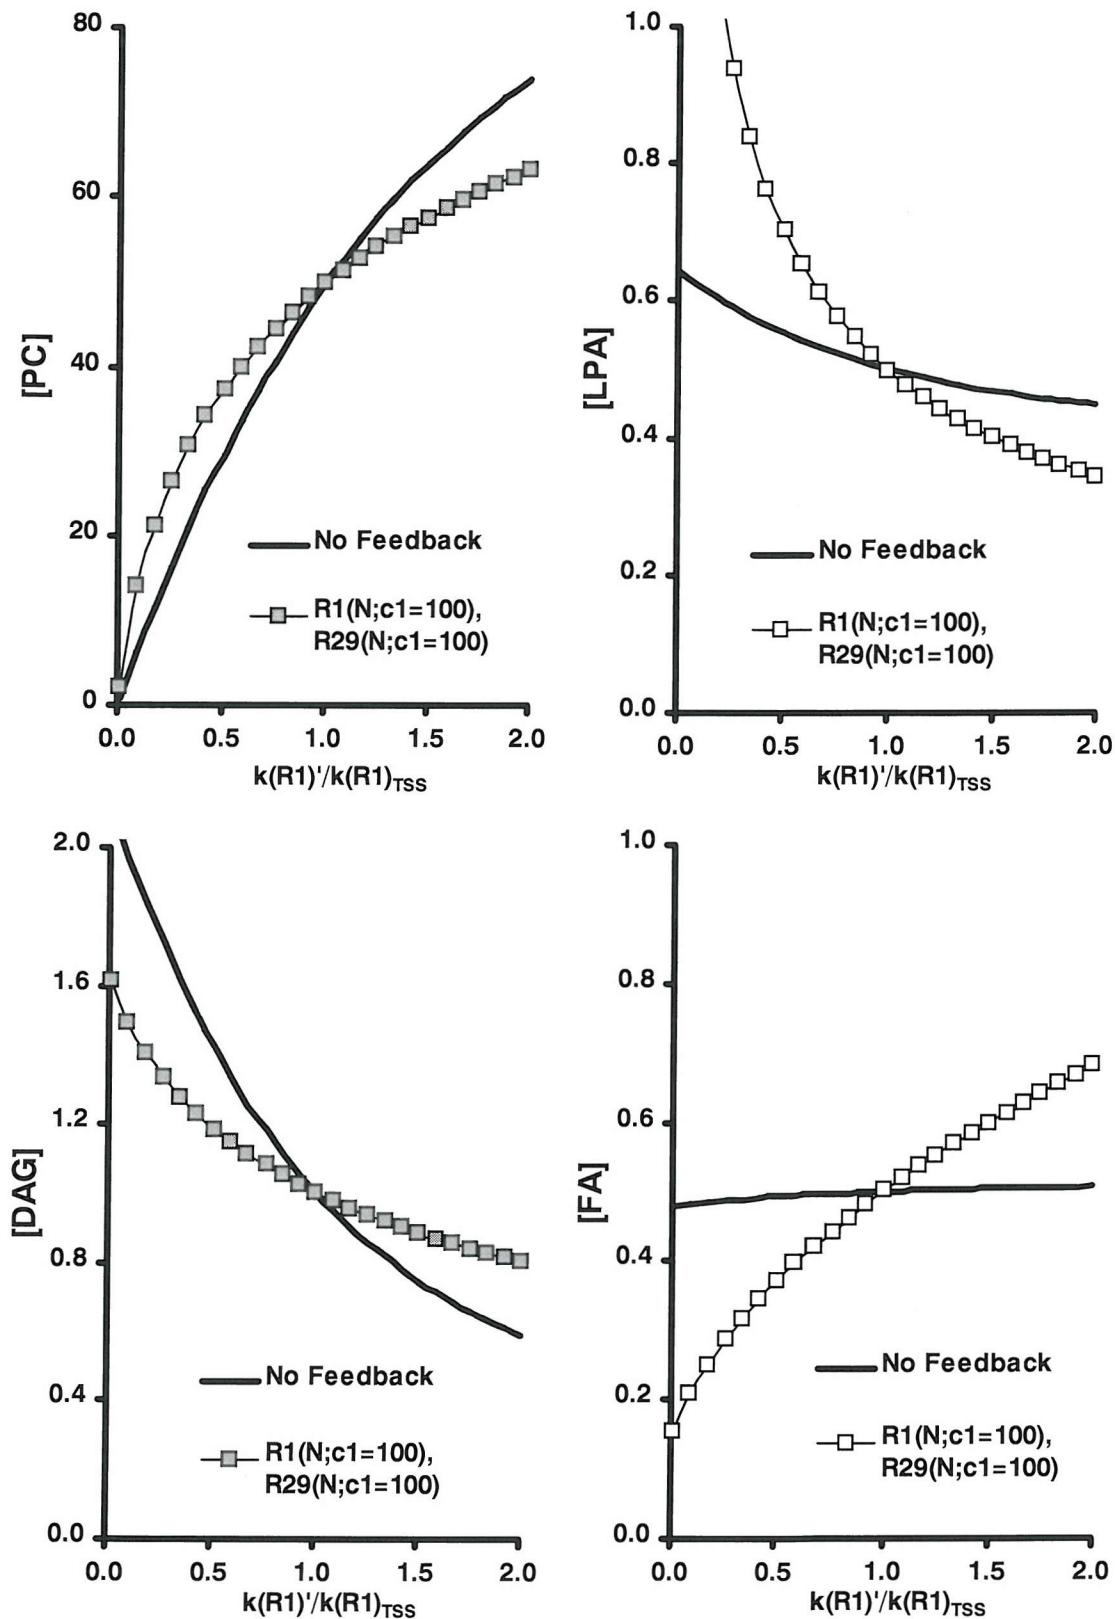 80
60
40
20
0
[PC]
No Feedback
R1(N;c1=100),
R29(N;c1=100)
0.0 0.5 1.0 1.5 2.0
k(R1)'/k(R1)TSS
1.0
0.8
0.6
0.4
0.2
0.0
[LPA]
No Feedback
R1(N;c1=100),
R29(N;c1=100)
0.0 0.5 1.0 1.5 2.0
k(R1)'/k(R1)TSS
2.0
1.6
1.2
0.8
0.4
0.0
[DAG]
No Feedback
R1(N;c1=100),
R29(N;c1=100)
0.0 0.5 1.0 1.5 2.0
k(R1)'/k(R1)TSS
1.0
0.8
0.6
0.4
0.2
0.0
[FA]
No Feedback
R1(N;c1=100),
R29(N;c1=100)
0.0 0.5 1.0 1.5 2.0
k(R1)'/k(R1)TSS